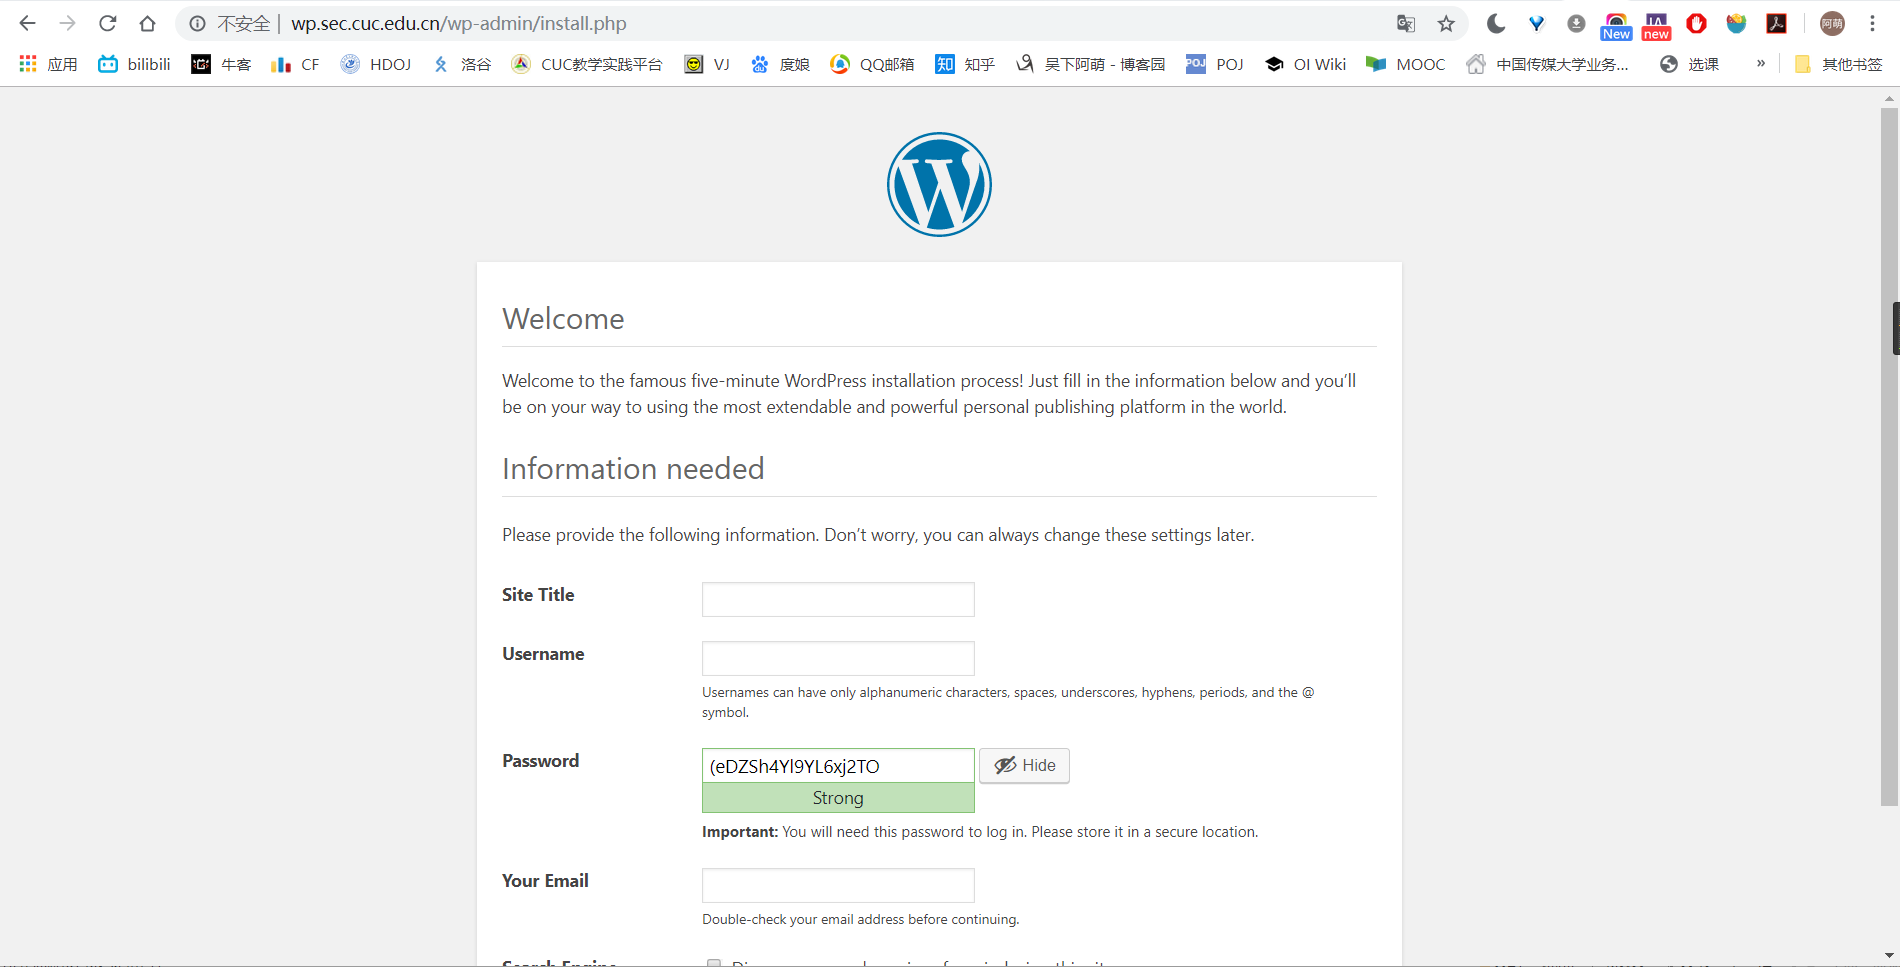 不安全 | wp.sec.cuc.edu.cn/wp-admin/install.php
New new 阿萌
应用 bilibili 牛客 CF HDOJ 洛谷 CUC教学实践平台 VJ 度娘 QQ邮箱 知 知乎 吴下阿萌 - 博客园 POJ POJ OI Wiki MOOC 中国传媒大学业务... 选课 » 其他书签
Welcome
Welcome to the famous five-minute WordPress installation process! Just fill in the information below and you’ll
be on your way to using the most extendable and powerful personal publishing platform in the world.
Information needed
Please provide the following information. Don’t worry, you can always change these settings later.
Site Title
Username
Usernames can have only alphanumeric characters, spaces, underscores, hyphens, periods, and the @
symbol.
Password (eDZSh4Yl9YL6xj2TO Hide
Strong
Important: You will need this password to log in. Please store it in a secure location.
Your Email
Double-check your email address before continuing.
Search Engine